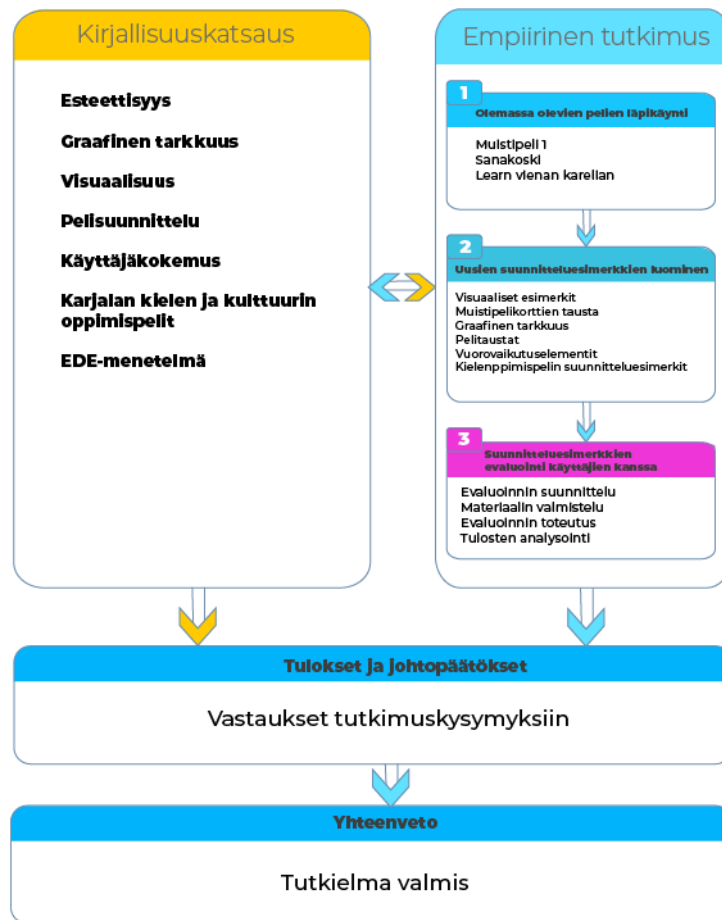 Kirjallisuuskatsaus
Esteettisyys
Graafinen tarkkuus
Visuaalisuus
Pelisuunnittelu
Käyttäjäkokemus
Karjalan kielen ja kulttuurin
oppimispelit
EDE-menetelmä
Empiirinen tutkimus
1
Olemassa olevien pelien läpikäynti
Muistipeli 1
Sanakoski
Learn vienan karelian
2
Uusien suunnitteluesimerkkien luominen
Visuaaliset esimerkit
Muistipelikorttien tausta
Graafinen tarkkuus
Pelitaustat
Vuorovaikutuselementit
Kielenppimispelin suunnitteluesimerkit
3
Suunnitteluesimerkkien
evaluointi käyttäjien kanssa
Evaluoinnin suunnittelu
Materiaalin valmistelu
Evaluoinnin toteutus
Tulosten analysointi
Tulokset ja johtopäätökset
Vastaukset tutkimuskysymyksiin
Yhteenveto
Tutkielma valmis